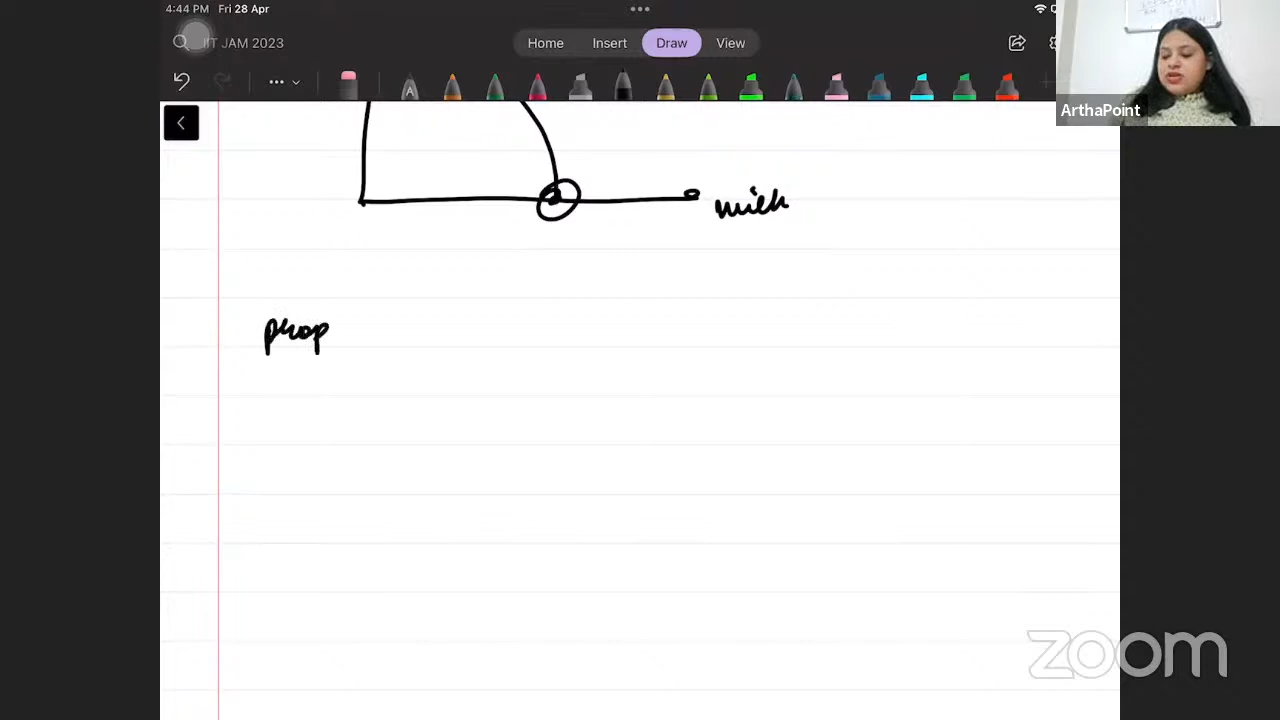 4:44 PM Fri 28 Apr
IIT JAM 2023
Home Insert Draw View
A
ArthaPoint
milk
prop
zoom